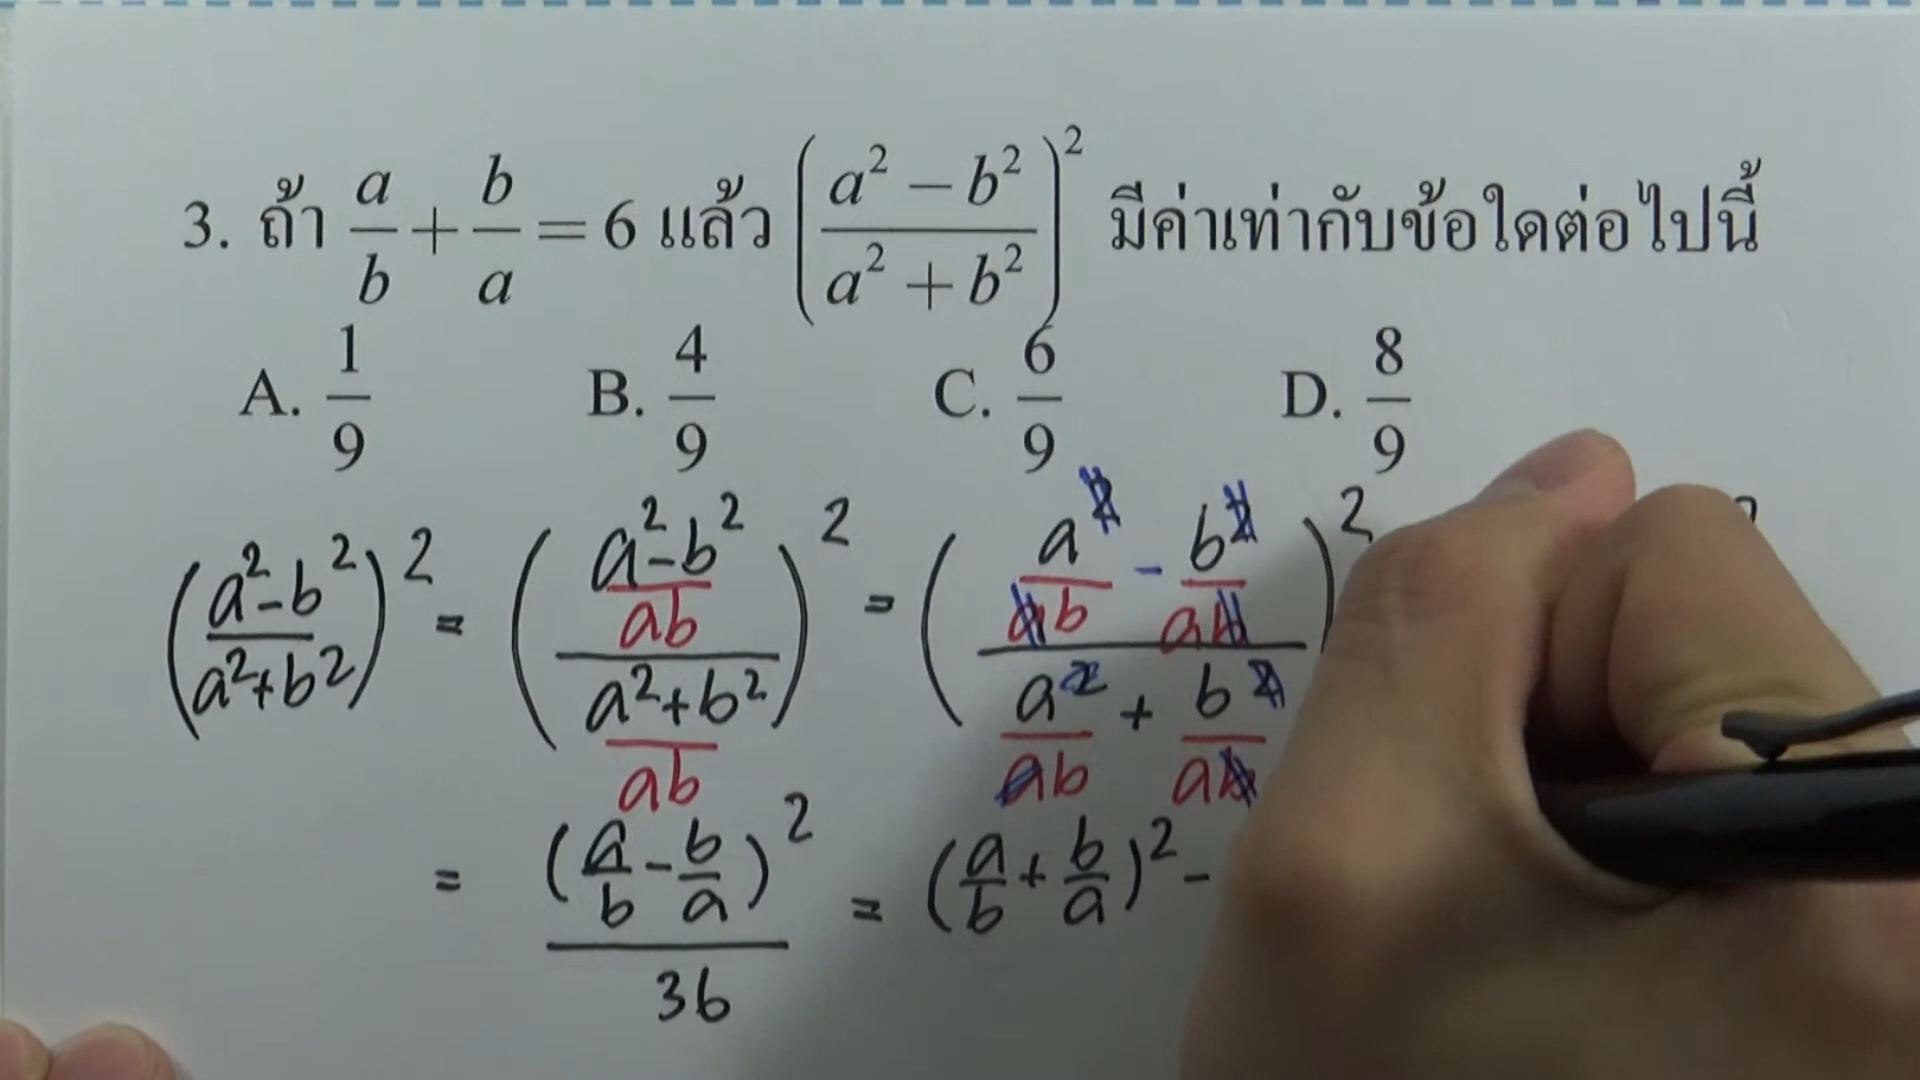 3. ถ้า a/b + b/a = 6 แล้ว ((a² − b²)/(a² + b²))² มีค่าเท่ากับข้อใดต่อไปนี้
A. 1/9 B. 4/9 C. 6/9 D. 8/9
((a²-b²)/(a²+b²))² = (((a²-b²)/ab)/((a²+b²)/ab))² = ((a²/ab - b²/ab)/(a²/ab + b²/ab))² 2
= (a/b - b/a)²/36 = (a/b + b/a)² -